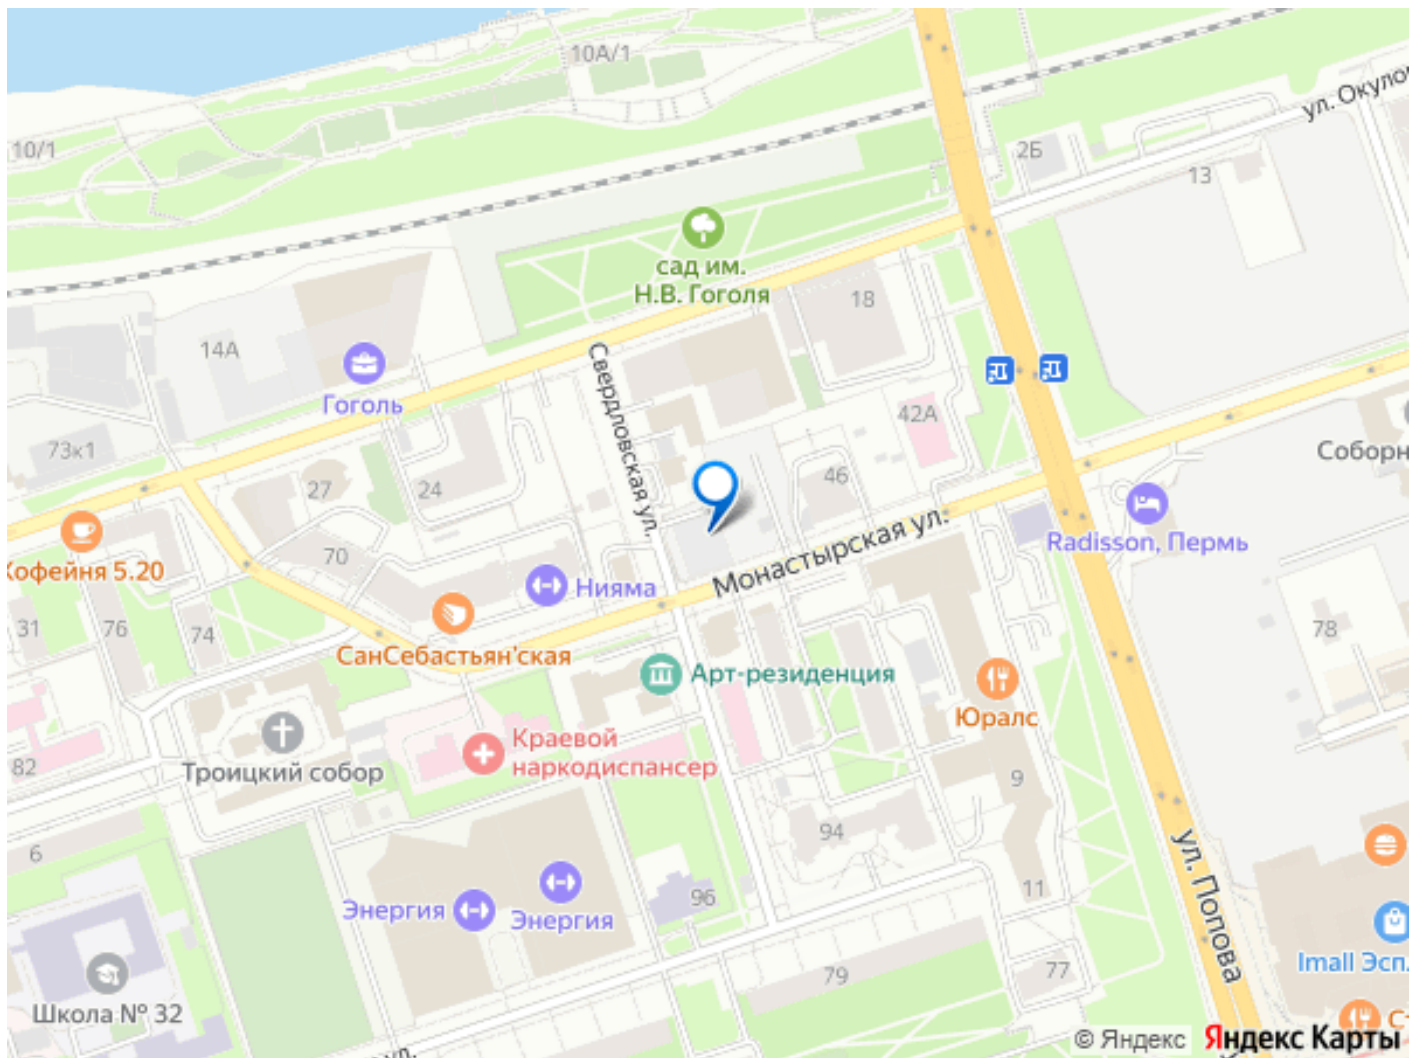 10А/1
10/1
ул. Окулов
2Б
13
сад им.
Н.В. Гоголя
18
14А
Гоголь
Свердловская ул.
42А
73к1
Соборн
46
27
24
Монастырская ул.
Radisson, Пермь
70
Кофейня 5.20
Нияма
31
76
74
78
СанСебастьян'ская
Арт-резиденция
Юралс
Краевой
наркодиспансер
Троицкий собор
82
9
94
6
ул. Попова
11
96
Энергия
Энергия
79
77
Imall Эсп.
Школа № 32
Ст
ул.
© Яндекс Яндекс Карты